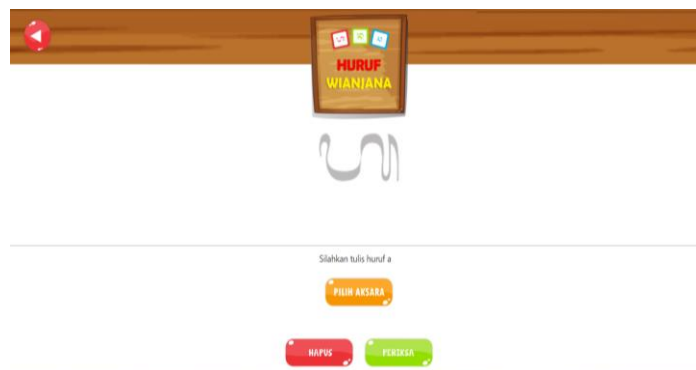 HURUF
WIANJANA
ᬳ
Silahkan tulis huruf a
PILIH AKSARA
HAPUS PERIKSA